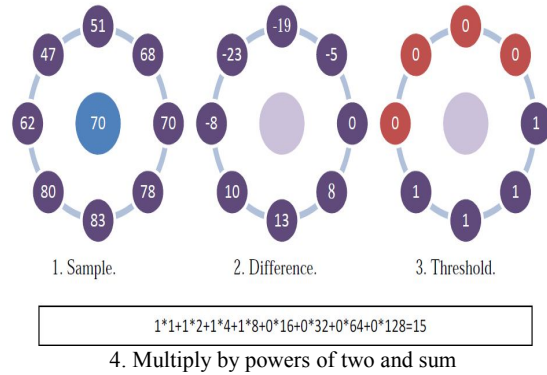 51 -19 0
47 68 -23 -5 0 0
62 70 70 -8 0 0 1
80 78 10 8 1 1
83 13 1
1. Sample. 2. Difference. 3. Threshold.
1*1+1*2+1*4+1*8+0*16+0*32+0*64+0*128=15
4. Multiply by powers of two and sum